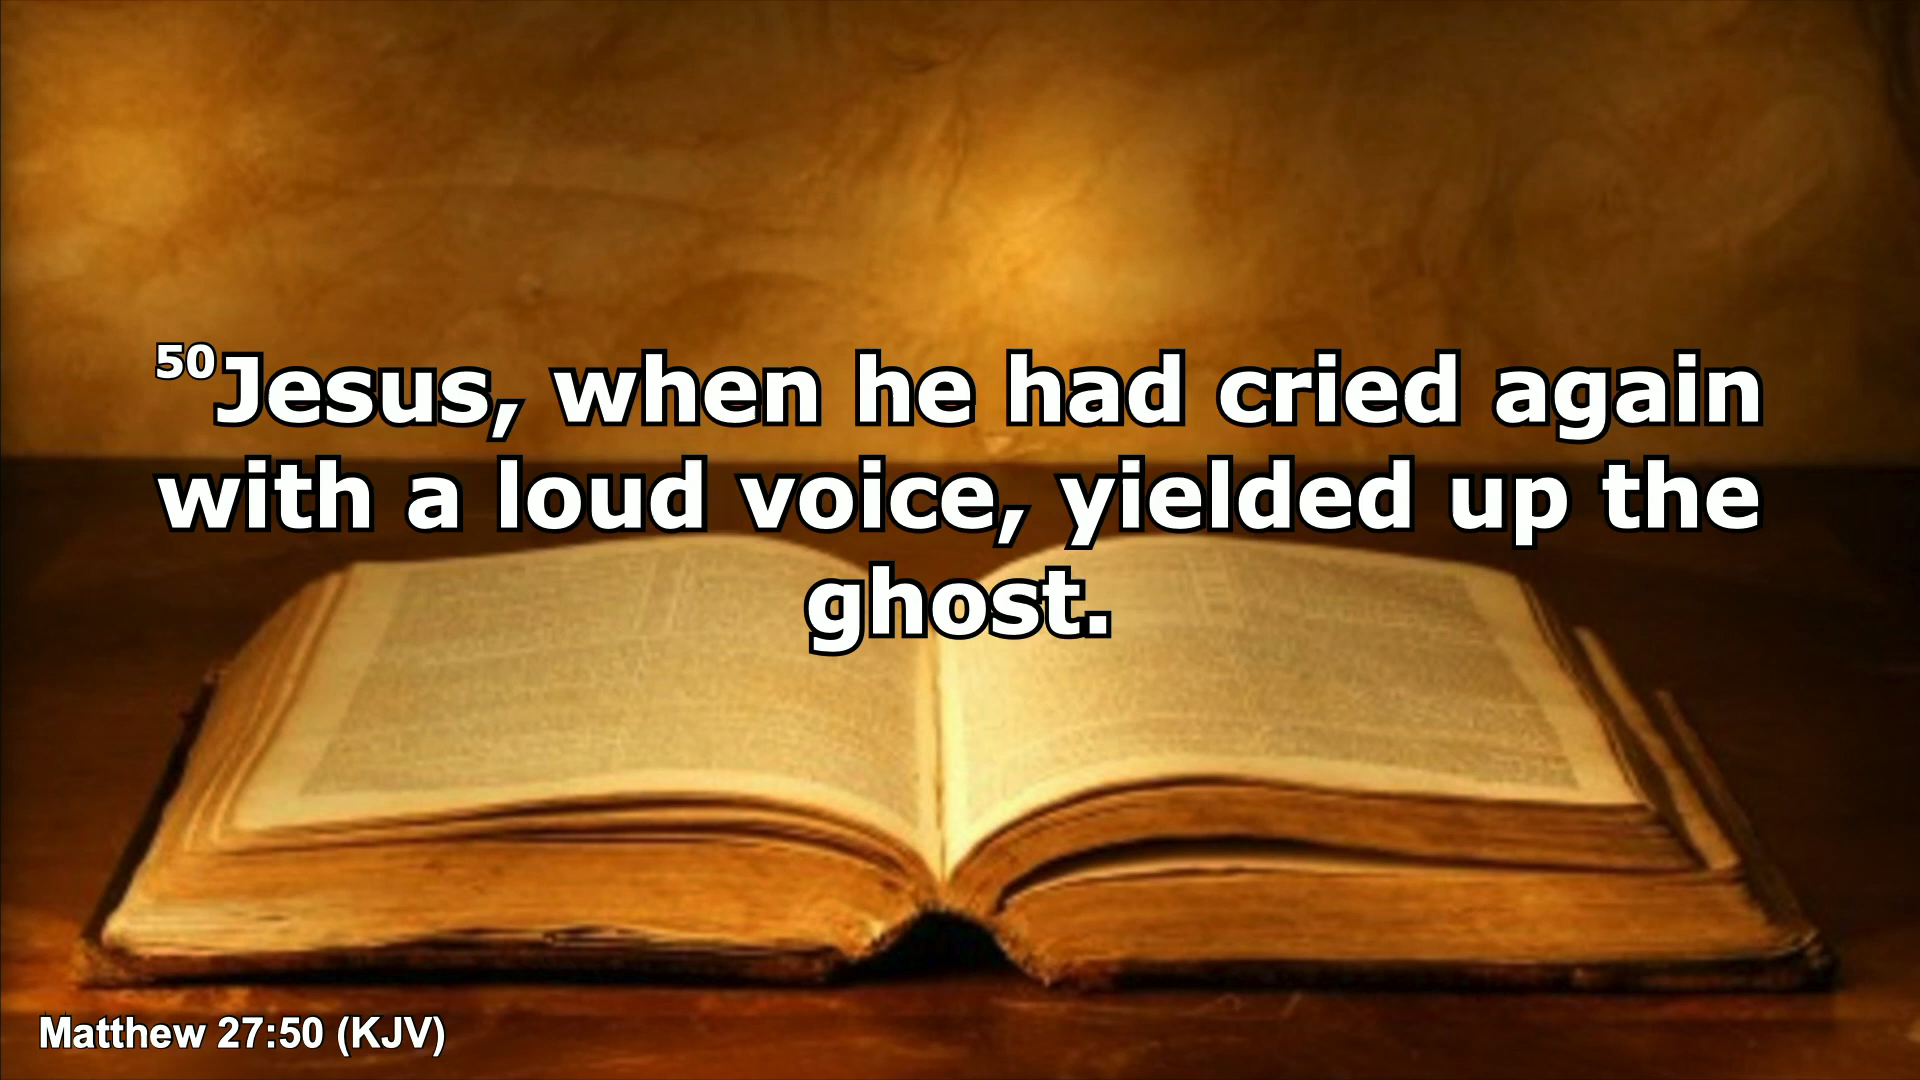 50Jesus, when he had cried again
with a loud voice, yielded up the
ghost.
Matthew 27:50 (KJV)